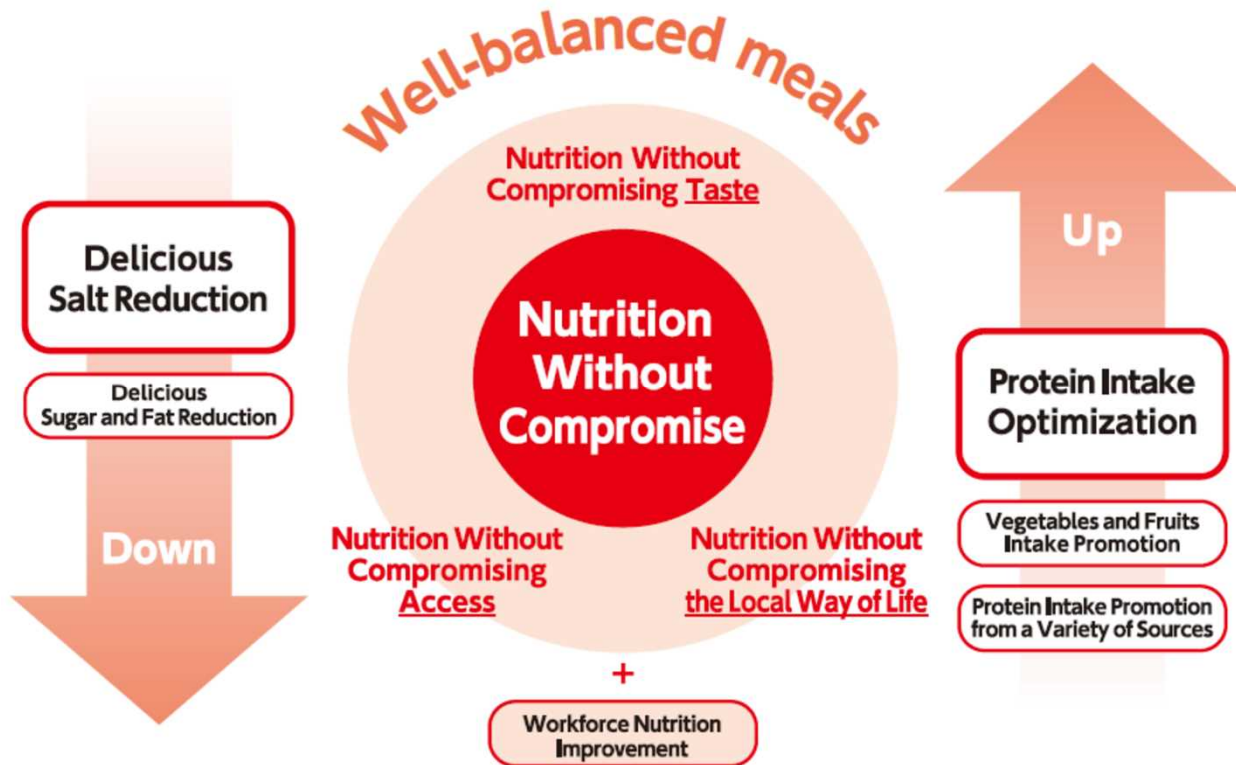 Well-balanced meals
Nutrition Without
Compromising Taste
Nutrition
Without
Compromise
Nutrition Without
Compromising
Access
Nutrition Without
Compromising
the Local Way of Life
+
Workforce Nutrition
Improvement
Delicious
Salt Reduction
Delicious
Sugar and Fat Reduction
Down
Up
Protein Intake
Optimization
Vegetables and Fruits
Intake Promotion
Protein Intake Promotion
from a Variety of Sources